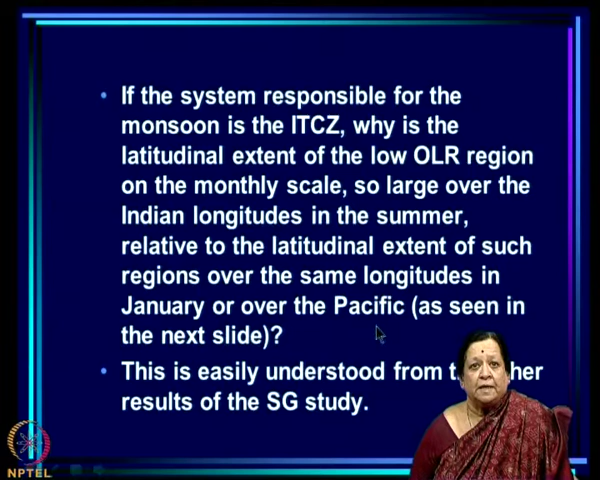 • If the system responsible for the
monsoon is the ITCZ, why is the
latitudinal extent of the low OLR region
on the monthly scale, so large over the
Indian longitudes in the summer,
relative to the latitudinal extent of such
regions over the same longitudes in
January or over the Pacific (as seen in
the next slide)?
• This is easily understood from
results of the SG study.
NPTEL